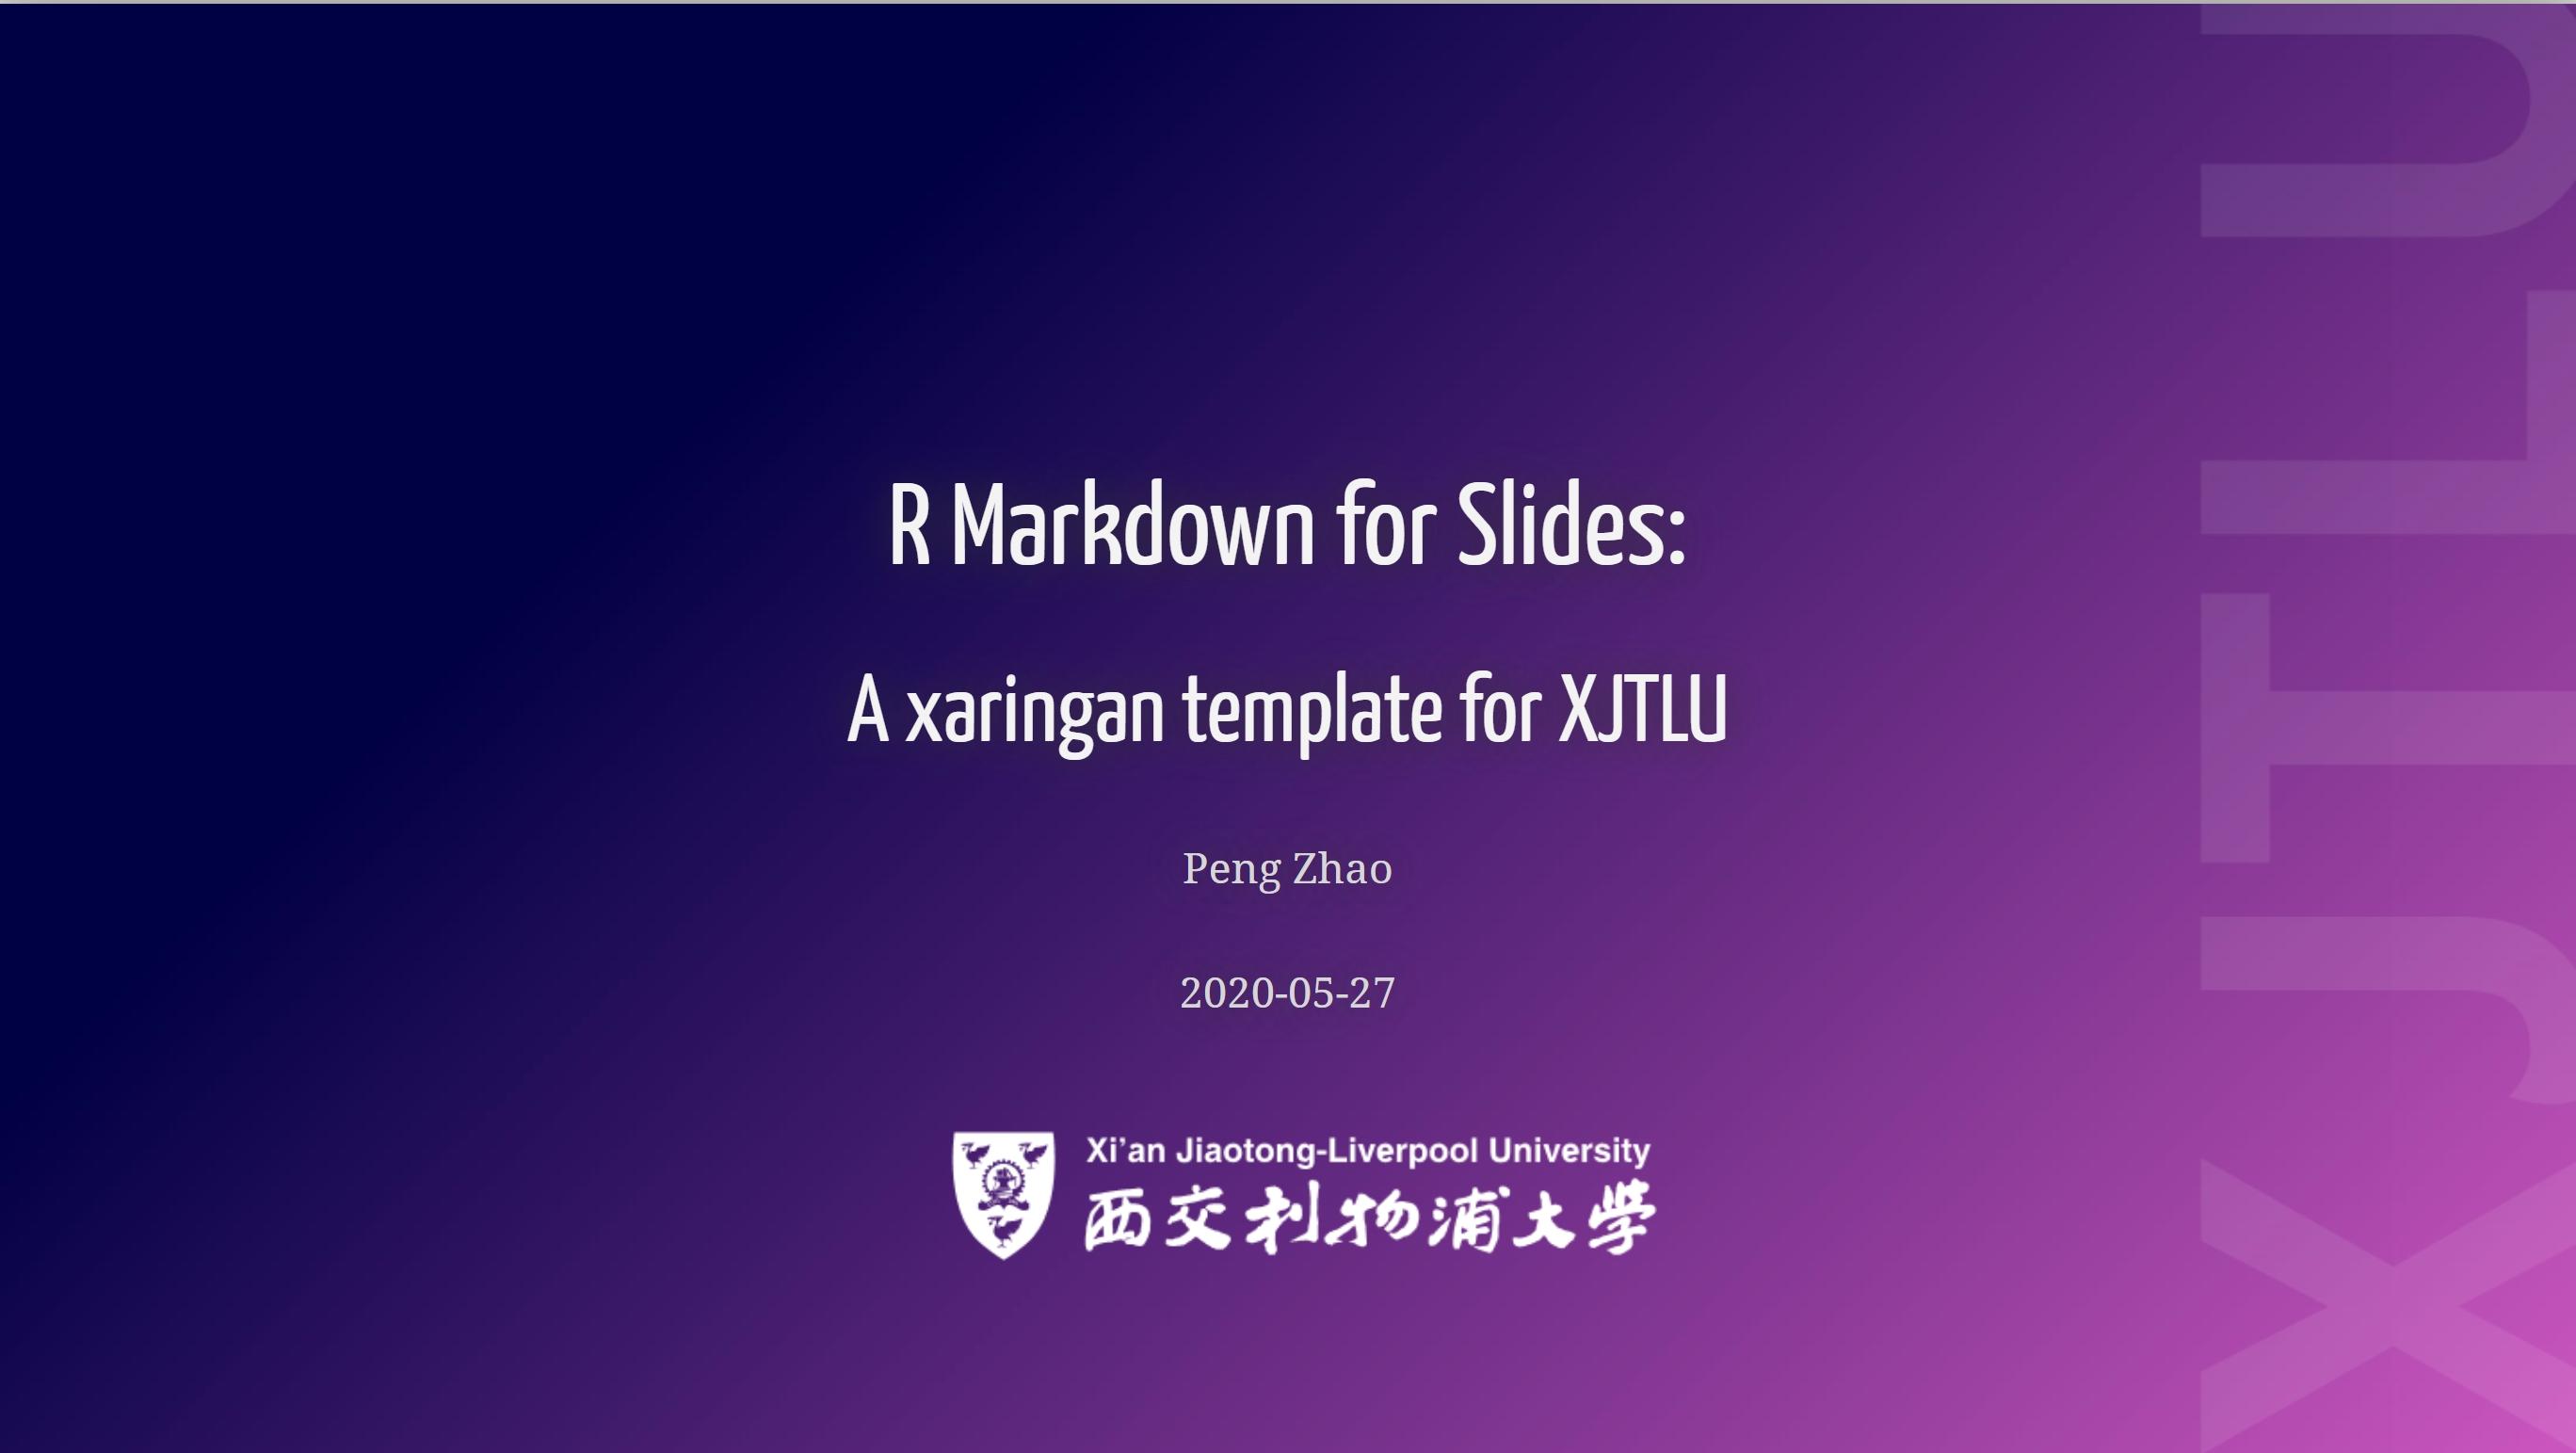 R Markdown for Slides:
A xaringan template for XJTLU
Peng Zhao
2020-05-27
Xi’an Jiaotong-Liverpool University
西交利物浦大学
XJTLU